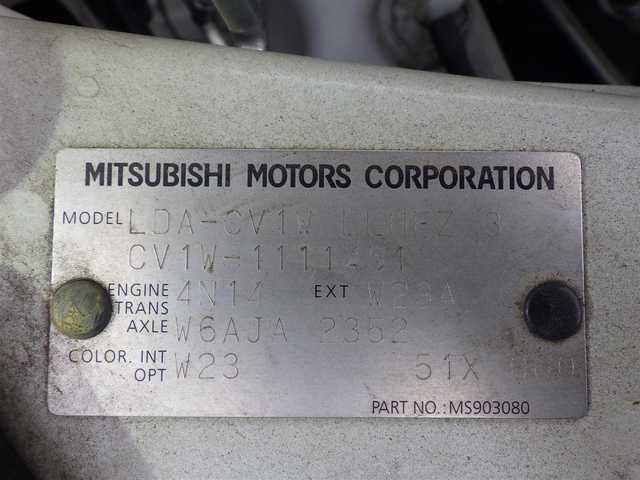 MITSUBISHI MOTORS CORPORATION
MODEL LDA-CV1W
CV1W-1111491
ENGINE 4N14 EXT W23A
TRANS
AXLE W6AJA 2352
COLOR. INT W23 51X
OPT
PART NO.: MS903080